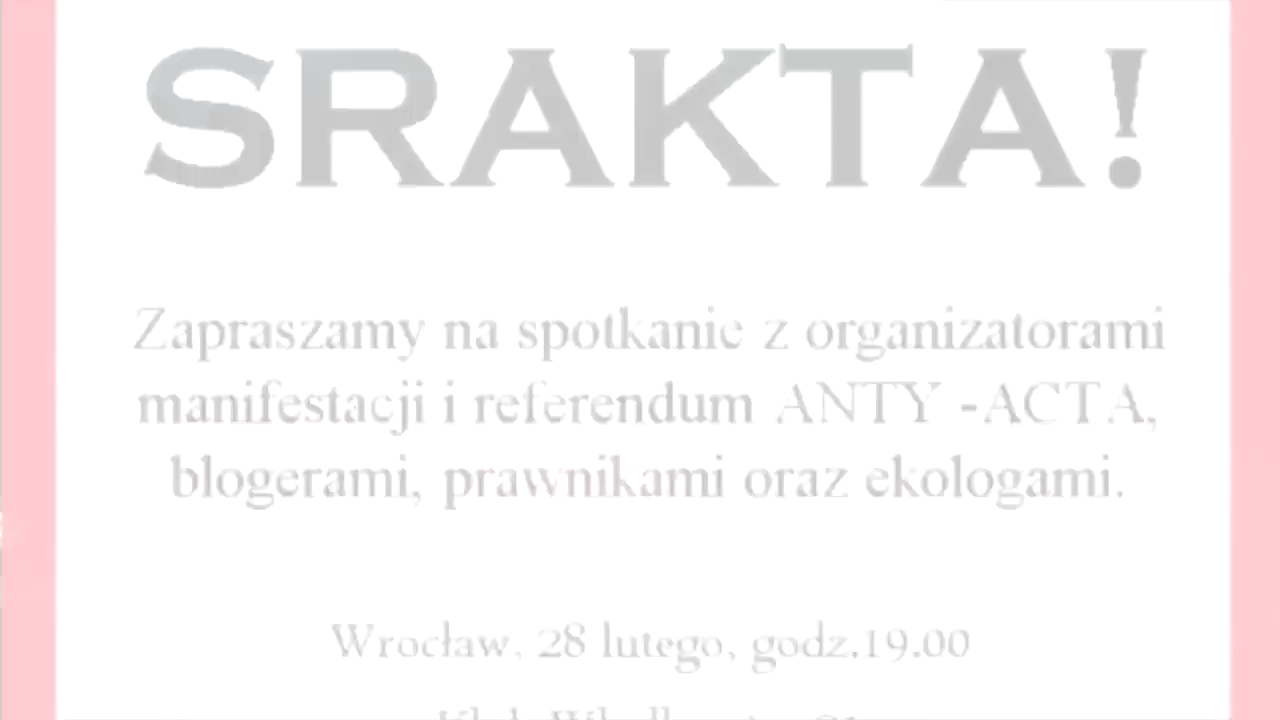 SRAKTA!
Zapraszamy na spotkanie z organizatorami
manifestacji i referendum ANTY -ACTA,
blogerami, prawnikami oraz ekologami.
Wrocław, 28 lutego, godz.19.00